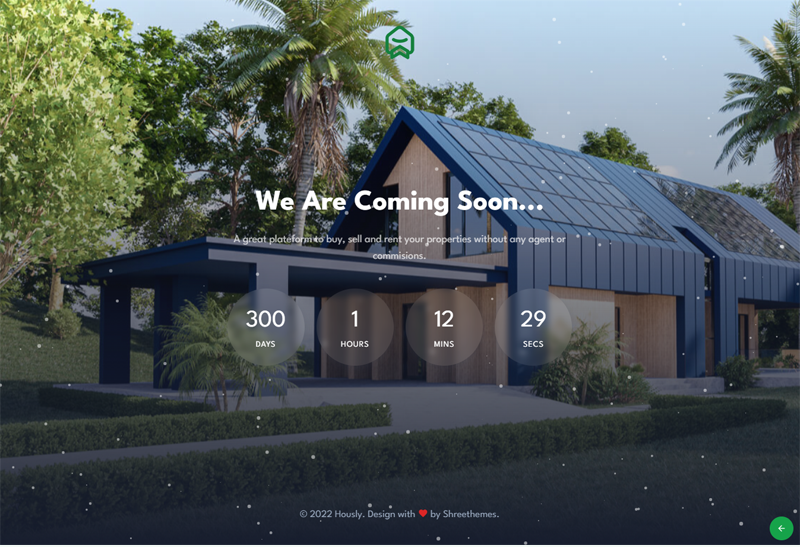 We Are Coming Soon...
A great plateform to buy, sell and rent your properties without any agent or
commisions.
300 1 12 29
DAYS HOURS MINS SECS
© 2022 Hously. Design with ❤ by Shreethemes.